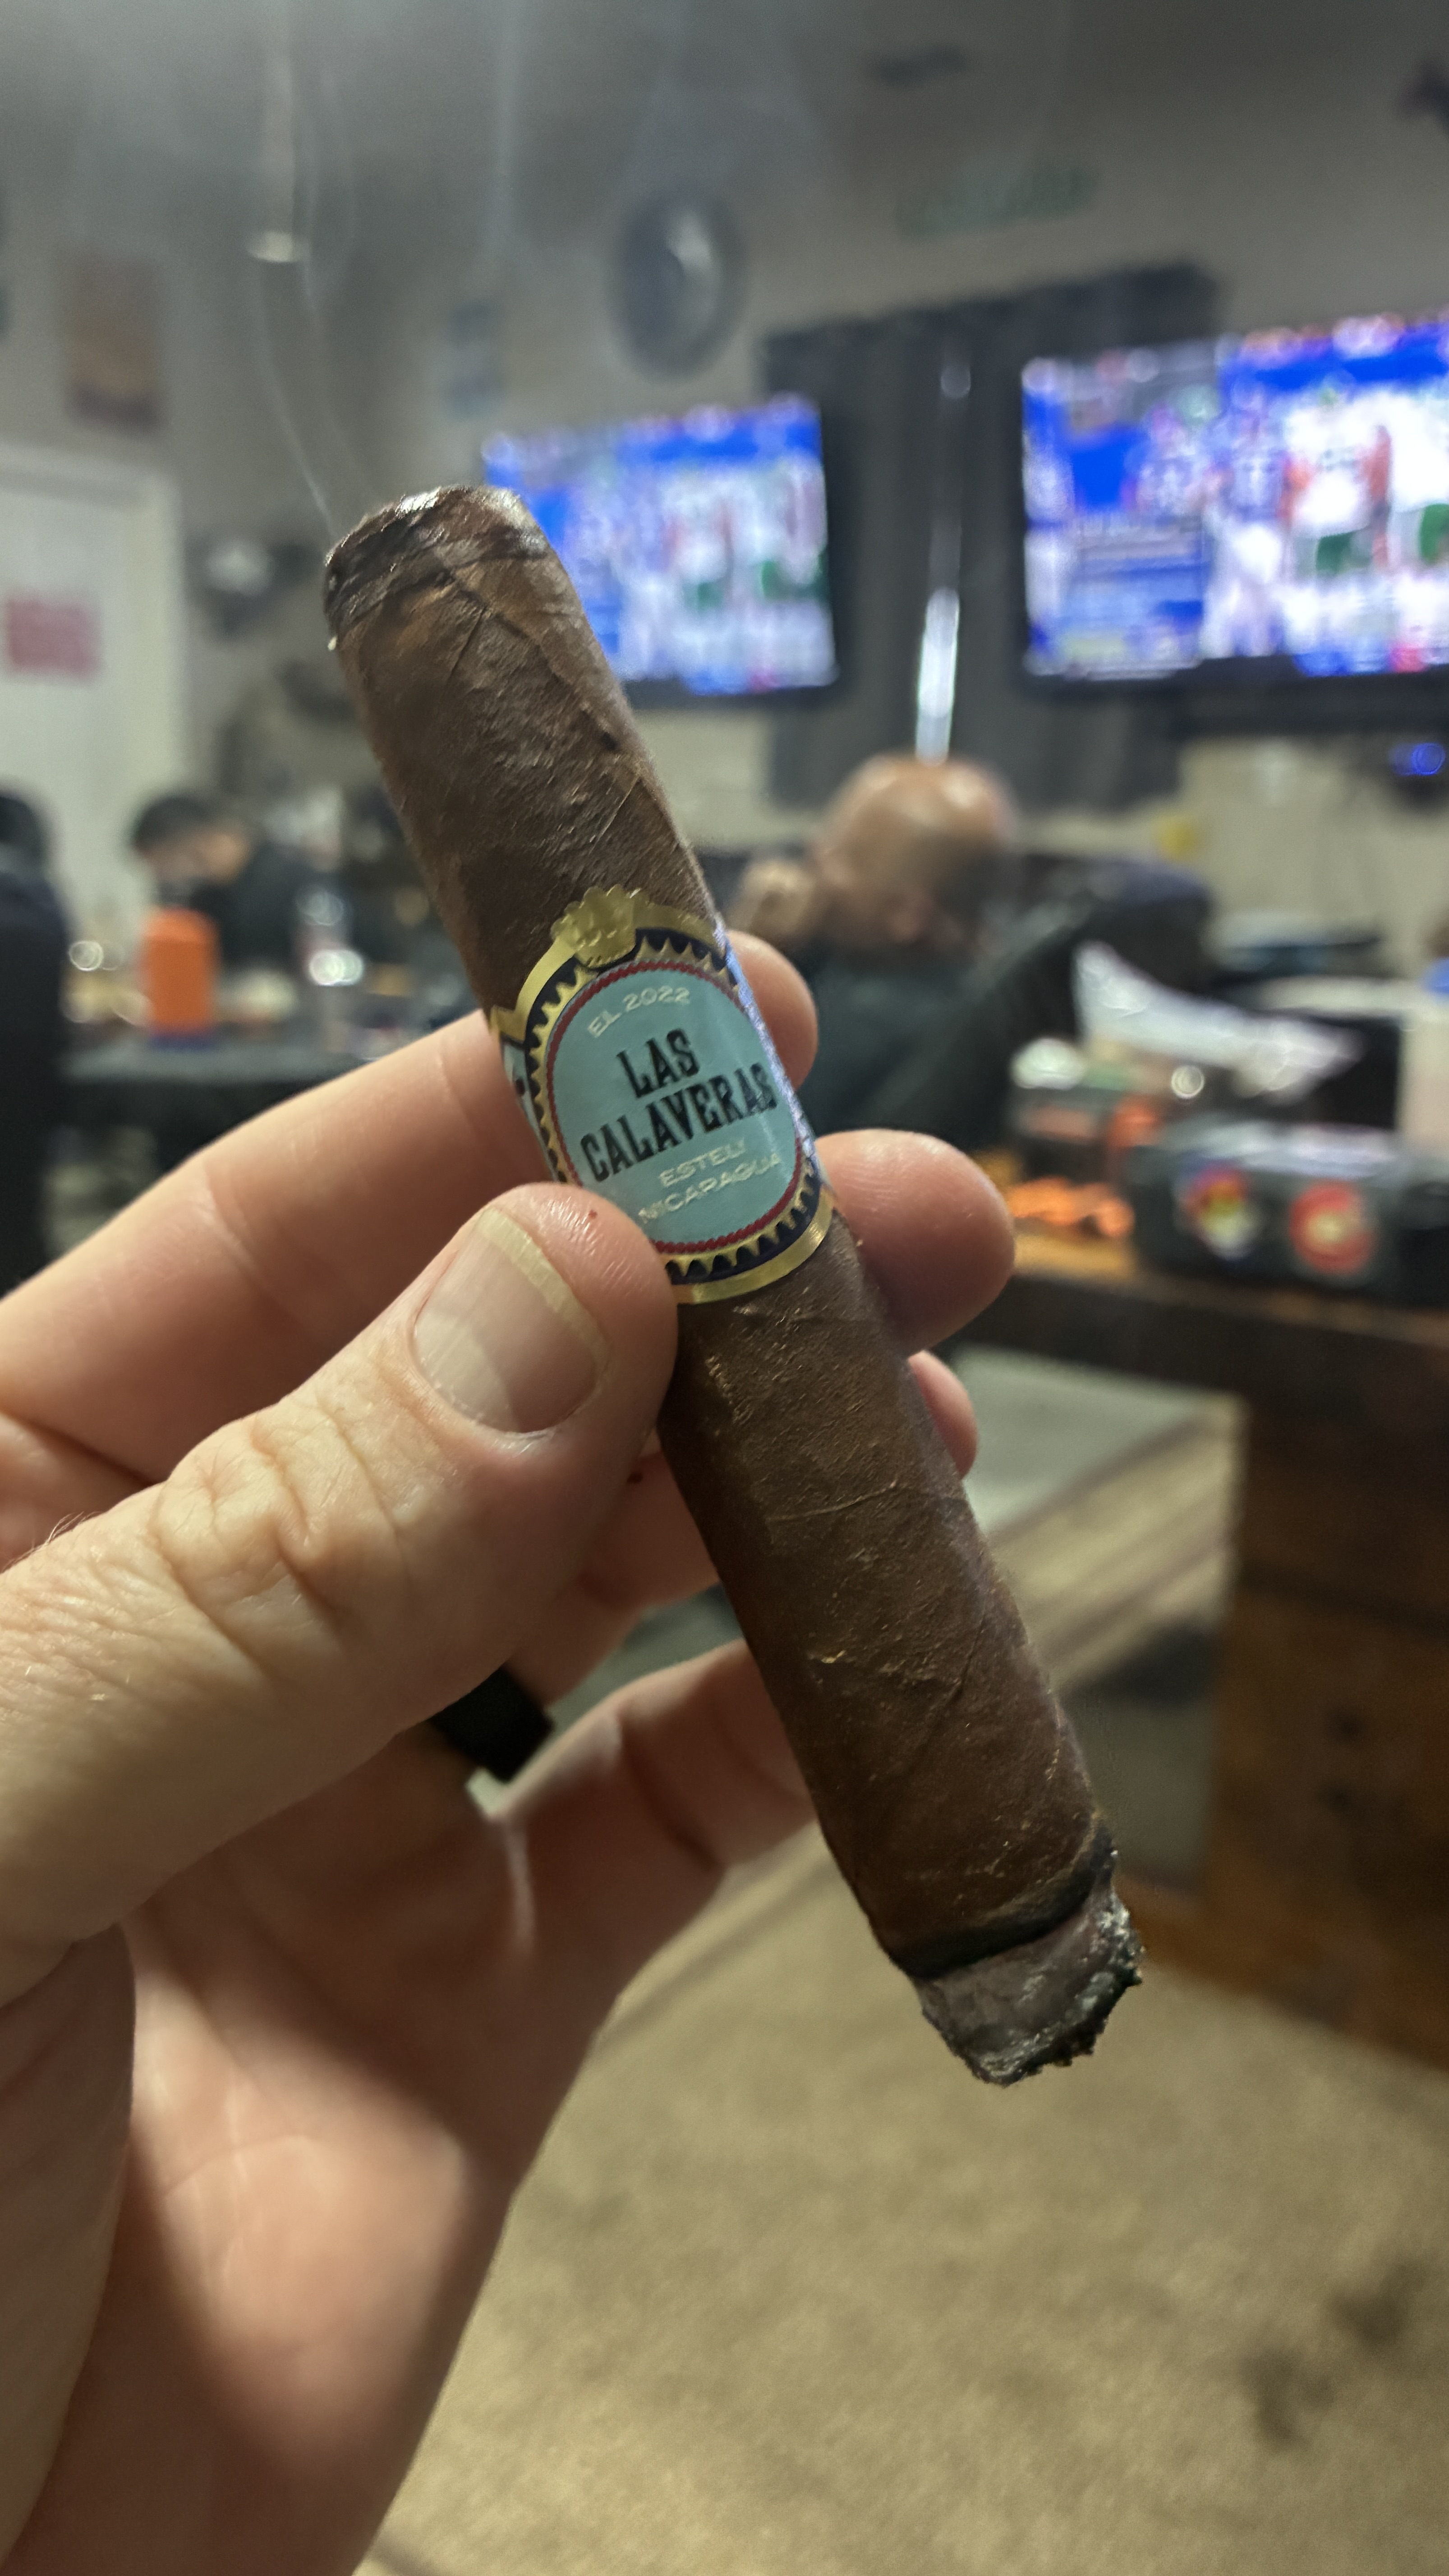 EL 2022
LAS
CALAVERAS
ESTELI
NICARAGUA